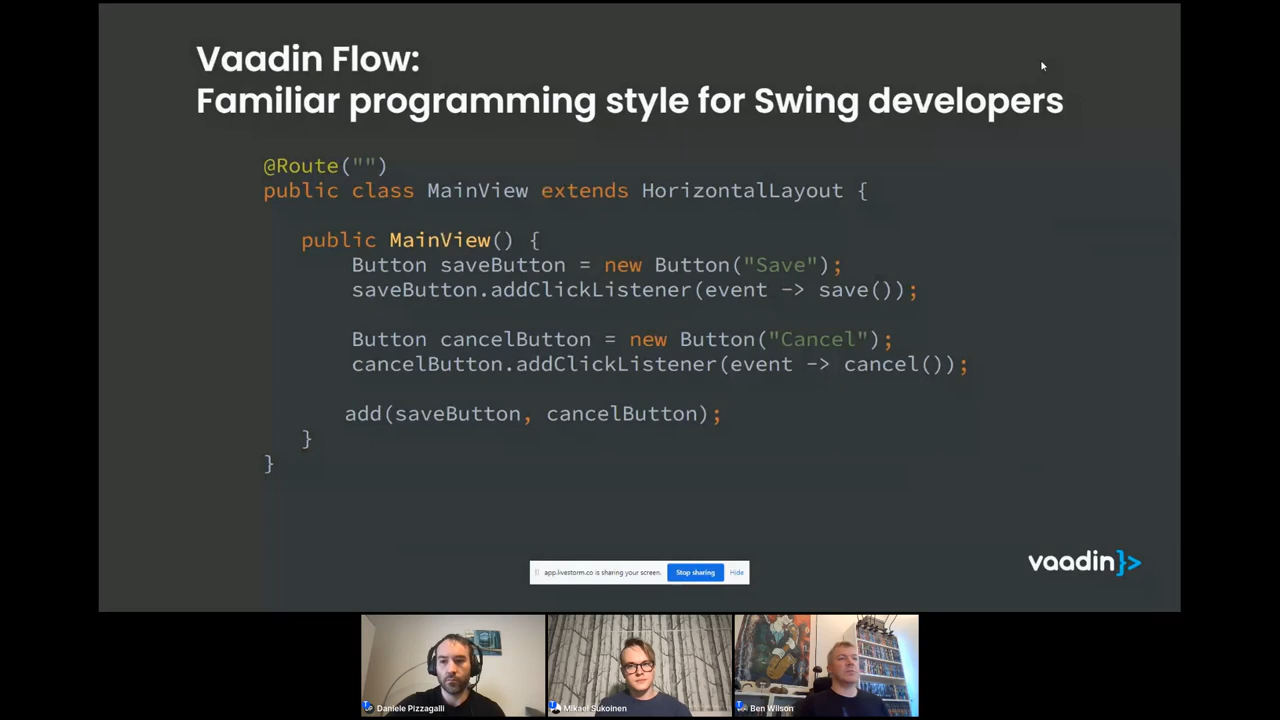 Vaadin Flow:
Familiar programming style for Swing developers
@Route("")
public class MainView extends HorizontalLayout {
public MainView() {
Button saveButton = new Button("Save");
saveButton.addClickListener(event -> save());
Button cancelButton = new Button("Cancel");
cancelButton.addClickListener(event -> cancel());
add(saveButton, cancelButton);
}
}
vaadin}>
app.livestorm.co is sharing your screen. Stop sharing Hide
Daniele Pizzagalli Mikael Sukoinen Ben Wilson